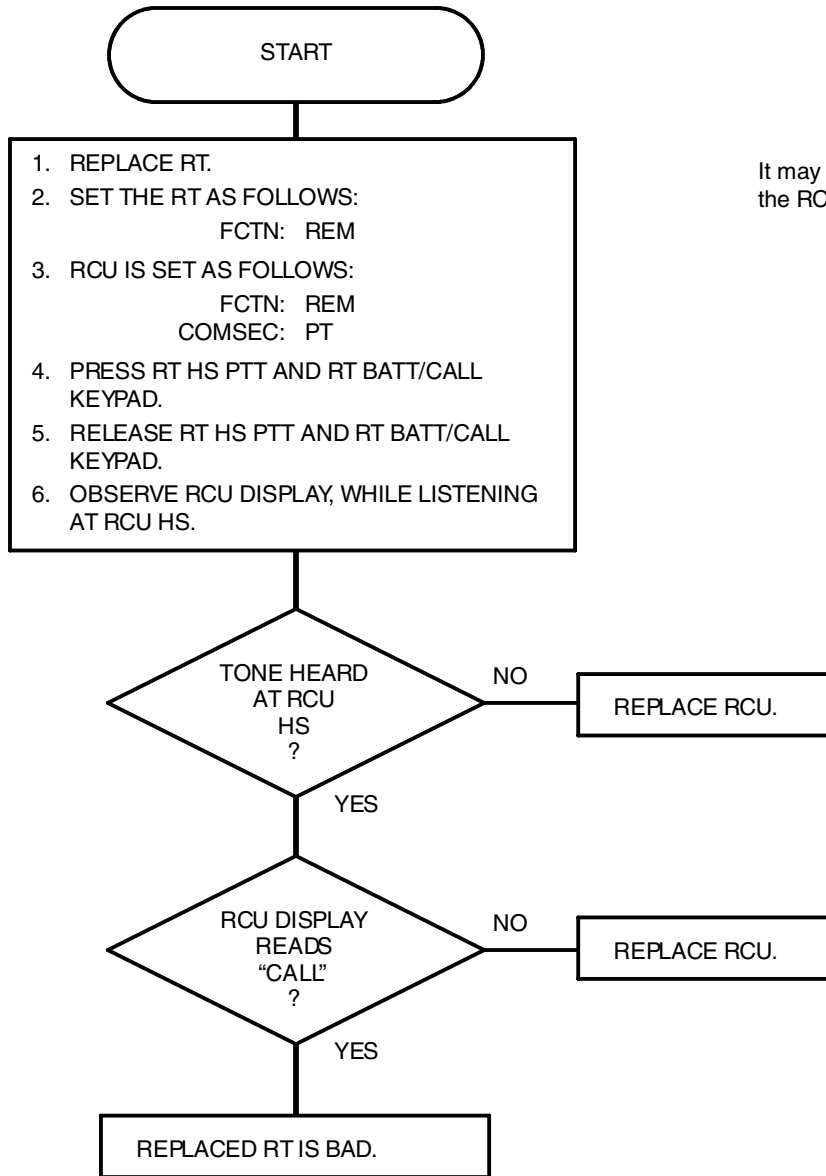 START
1. REPLACE RT.
2. SET THE RT AS FOLLOWS:
FCTN: REM
3. RCU IS SET AS FOLLOWS:
FCTN: REM
COMSEC: PT
4. PRESS RT HS PTT AND RT BATT/CALL
KEYPAD.
5. RELEASE RT HS PTT AND RT BATT/CALL
KEYPAD.
6. OBSERVE RCU DISPLAY, WHILE LISTENING
AT RCU HS.
It may
the RC
TONE HEARD
AT RCU
HS
?
NO
REPLACE RCU.
YES
RCU DISPLAY
READS
“CALL”
?
NO
REPLACE RCU.
YES
REPLACED RT IS BAD.